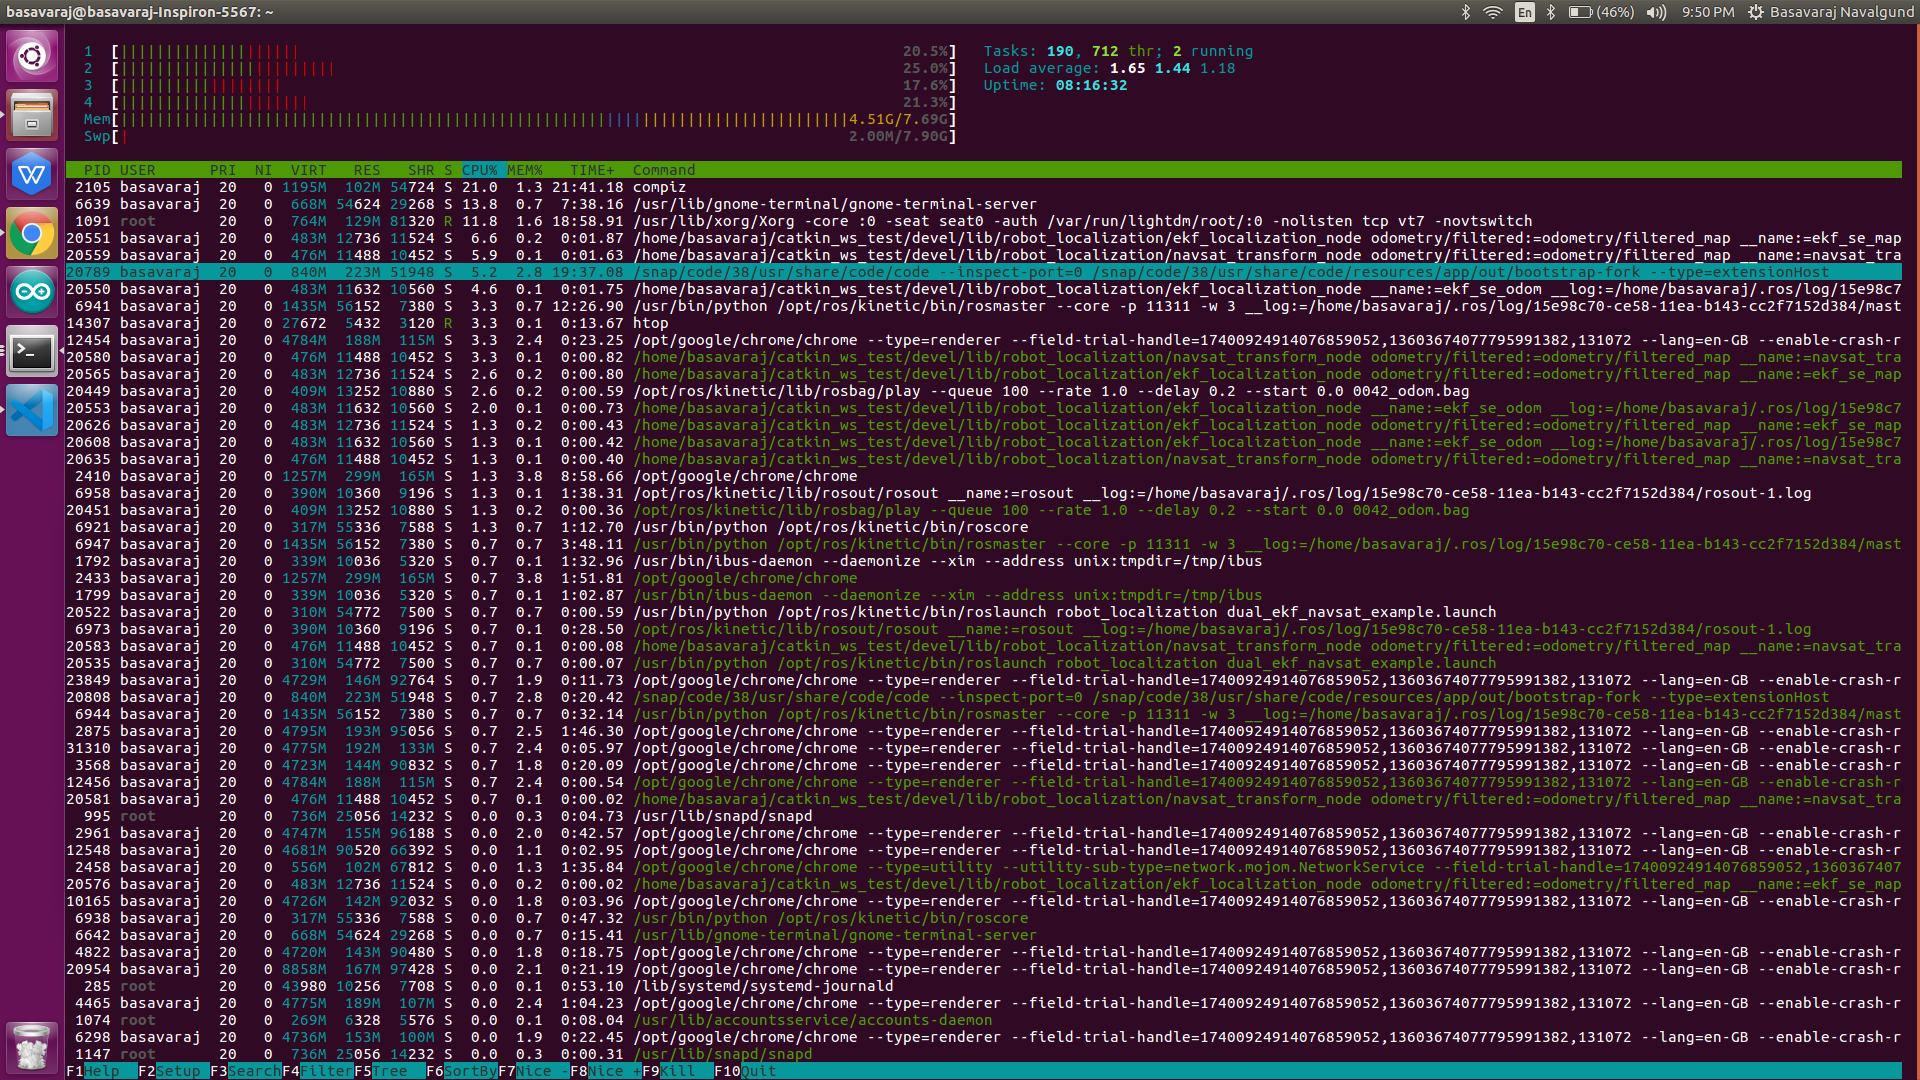 basavaraj@basavaraj-Inspiron-5567: ~ En (46%) 9:50 PM Basavaraj Navalgund
1 [ 20.5%] Tasks: 190, 712 thr; 2 running
2 [ 25.0%] Load average: 1.65 1.44 1.18
3 [ 17.6%] Uptime: 08:16:32
4 [ 21.3%]
Mem[ 4.51G/7.69G]
Swp[ 2.00M/7.90G]
PID USER PRI NI VIRT RES SHR S CPU% MEM% TIME+ Command
2105 basavaraj 20 0 1195M 102M 54724 S 21.0 1.3 21:41.18 compiz
6639 basavaraj 20 0 668M 54624 29268 S 13.8 0.7 7:38.16 /usr/lib/gnome-terminal/gnome-terminal-server
1091 root 20 0 764M 129M 81320 R 11.8 1.6 18:58.91 /usr/lib/xorg/Xorg -core :0 -seat seat0 -auth /var/run/lightdm/root/:0 -nolisten tcp vt7 -novtswitch
20551 basavaraj 20 0 483M 12736 11524 S 6.6 0.2 0:01.87 /home/basavaraj/catkin_ws_test/devel/lib/robot_localization/ekf_localization_node odometry/filtered:=odometry/filtered_map __name:=ekf_se_map
20559 basavaraj 20 0 476M 11488 10452 S 5.9 0.1 0:01.63 /home/basavaraj/catkin_ws_test/devel/lib/robot_localization/navsat_transform_node odometry/filtered:=odometry/filtered_map __name:=navsat_tra
20789 basavaraj 20 0 840M 223M 51948 S 5.2 2.8 19:37.08 /snap/code/38/usr/share/code/code --inspect-port=0 /snap/code/38/usr/share/code/resources/app/out/bootstrap-fork --type=extensionHost
20550 basavaraj 20 0 483M 11632 10560 S 4.6 0.1 0:01.75 /home/basavaraj/catkin_ws_test/devel/lib/robot_localization/ekf_localization_node __name:=ekf_se_odom __log:=/home/basavaraj/.ros/log/15e98c7
6941 basavaraj 20 0 1435M 56152 7380 S 3.3 0.7 12:26.90 /usr/bin/python /opt/ros/kinetic/bin/rosmaster --core -p 11311 -w 3 __log:=/home/basavaraj/.ros/log/15e98c70-ce58-11ea-b143-cc2f7152d384/mast
14307 basavaraj 20 0 27672 5432 3120 R 3.3 0.1 0:13.67 htop
12454 basavaraj 20 0 4784M 188M 115M S 3.3 2.4 0:23.25 /opt/google/chrome/chrome --type=renderer --field-trial-handle=17400924914076859052,13603674077795991382,131072 --lang=en-GB --enable-crash-r
20580 basavaraj 20 0 476M 11488 10452 S 3.3 0.1 0:00.82 /home/basavaraj/catkin_ws_test/devel/lib/robot_localization/navsat_transform_node odometry/filtered:=odometry/filtered_map __name:=navsat_tra
20565 basavaraj 20 0 483M 12736 11524 S 2.6 0.2 0:00.80 /home/basavaraj/catkin_ws_test/devel/lib/robot_localization/ekf_localization_node odometry/filtered:=odometry/filtered_map __name:=ekf_se_map
20449 basavaraj 20 0 409M 13252 10880 S 2.6 0.2 0:00.59 /opt/ros/kinetic/lib/rosbag/play --queue 100 --rate 1.0 --delay 0.2 --start 0.0 0042_odom.bag
20553 basavaraj 20 0 483M 11632 10560 S 2.0 0.1 0:00.73 /home/basavaraj/catkin_ws_test/devel/lib/robot_localization/ekf_localization_node __name:=ekf_se_odom __log:=/home/basavaraj/.ros/log/15e98c7
20626 basavaraj 20 0 483M 12736 11524 S 1.3 0.2 0:00.43 /home/basavaraj/catkin_ws_test/devel/lib/robot_localization/ekf_localization_node odometry/filtered:=odometry/filtered_map __name:=ekf_se_map
20608 basavaraj 20 0 483M 11632 10560 S 1.3 0.1 0:00.42 /home/basavaraj/catkin_ws_test/devel/lib/robot_localization/ekf_localization_node __name:=ekf_se_odom __log:=/home/basavaraj/.ros/log/15e98c7
20635 basavaraj 20 0 476M 11488 10452 S 1.3 0.1 0:00.40 /home/basavaraj/catkin_ws_test/devel/lib/robot_localization/navsat_transform_node odometry/filtered:=odometry/filtered_map __name:=navsat_tra
2410 basavaraj 20 0 1257M 299M 165M S 1.3 3.8 8:58.66 /opt/google/chrome/chrome
6958 basavaraj 20 0 390M 10360 9196 S 1.3 0.1 1:38.31 /opt/ros/kinetic/lib/rosout/rosout __name:=rosout __log:=/home/basavaraj/.ros/log/15e98c70-ce58-11ea-b143-cc2f7152d384/rosout-1.log
20451 basavaraj 20 0 409M 13252 10880 S 1.3 0.2 0:00.36 /opt/ros/kinetic/lib/rosbag/play --queue 100 --rate 1.0 --delay 0.2 --start 0.0 0042_odom.bag
6921 basavaraj 20 0 317M 55336 7588 S 1.3 0.7 1:12.70 /usr/bin/python /opt/ros/kinetic/bin/roscore
6947 basavaraj 20 0 1435M 56152 7380 S 0.7 0.7 3:48.11 /usr/bin/python /opt/ros/kinetic/bin/rosmaster --core -p 11311 -w 3 __log:=/home/basavaraj/.ros/log/15e98c70-ce58-11ea-b143-cc2f7152d384/mast
1792 basavaraj 20 0 339M 10036 5320 S 0.7 0.1 1:32.96 /usr/bin/ibus-daemon --daemonize --xim --address unix:tmpdir=/tmp/ibus
2433 basavaraj 20 0 1257M 299M 165M S 0.7 3.8 1:51.81 /opt/google/chrome/chrome
1799 basavaraj 20 0 339M 10036 5320 S 0.7 0.1 1:02.87 /usr/bin/ibus-daemon --daemonize --xim --address unix:tmpdir=/tmp/ibus
20522 basavaraj 20 0 310M 54772 7500 S 0.7 0.7 0:00.59 /usr/bin/python /opt/ros/kinetic/bin/roslaunch robot_localization dual_ekf_navsat_example.launch
6973 basavaraj 20 0 390M 10360 9196 S 0.7 0.1 0:28.50 /opt/ros/kinetic/lib/rosout/rosout __name:=rosout __log:=/home/basavaraj/.ros/log/15e98c70-ce58-11ea-b143-cc2f7152d384/rosout-1.log
20583 basavaraj 20 0 476M 11488 10452 S 0.7 0.1 0:00.08 /home/basavaraj/catkin_ws_test/devel/lib/robot_localization/navsat_transform_node odometry/filtered:=odometry/filtered_map __name:=navsat_tra
20535 basavaraj 20 0 310M 54772 7500 S 0.7 0.7 0:00.07 /usr/bin/python /opt/ros/kinetic/bin/roslaunch robot_localization dual_ekf_navsat_example.launch
23849 basavaraj 20 0 4729M 146M 92764 S 0.7 1.9 0:11.73 /opt/google/chrome/chrome --type=renderer --field-trial-handle=17400924914076859052,13603674077795991382,131072 --lang=en-GB --enable-crash-r
20808 basavaraj 20 0 840M 223M 51948 S 0.7 2.8 0:20.42 /snap/code/38/usr/share/code/code --inspect-port=0 /snap/code/38/usr/share/code/resources/app/out/bootstrap-fork --type=extensionHost
6944 basavaraj 20 0 1435M 56152 7380 S 0.7 0.7 0:32.14 /usr/bin/python /opt/ros/kinetic/bin/rosmaster --core -p 11311 -w 3 __log:=/home/basavaraj/.ros/log/15e98c70-ce58-11ea-b143-cc2f7152d384/mast
2875 basavaraj 20 0 4795M 193M 95056 S 0.7 2.5 1:46.30 /opt/google/chrome/chrome --type=renderer --field-trial-handle=17400924914076859052,13603674077795991382,131072 --lang=en-GB --enable-crash-r
31310 basavaraj 20 0 4775M 192M 133M S 0.7 2.4 0:05.97 /opt/google/chrome/chrome --type=renderer --field-trial-handle=17400924914076859052,13603674077795991382,131072 --lang=en-GB --enable-crash-r
3568 basavaraj 20 0 4723M 144M 90832 S 0.7 1.8 0:20.09 /opt/google/chrome/chrome --type=renderer --field-trial-handle=17400924914076859052,13603674077795991382,131072 --lang=en-GB --enable-crash-r
12456 basavaraj 20 0 4784M 188M 115M S 0.7 2.4 0:00.54 /opt/google/chrome/chrome --type=renderer --field-trial-handle=17400924914076859052,13603674077795991382,131072 --lang=en-GB --enable-crash-r
20581 basavaraj 20 0 476M 11488 10452 S 0.7 0.1 0:00.02 /home/basavaraj/catkin_ws_test/devel/lib/robot_localization/navsat_transform_node odometry/filtered:=odometry/filtered_map __name:=navsat_tra
995 root 20 0 736M 25056 14232 S 0.0 0.3 0:04.73 /usr/lib/snapd/snapd
2961 basavaraj 20 0 4747M 155M 96188 S 0.0 2.0 0:42.57 /opt/google/chrome/chrome --type=renderer --field-trial-handle=17400924914076859052,13603674077795991382,131072 --lang=en-GB --enable-crash-r
12548 basavaraj 20 0 4681M 90520 66392 S 0.0 1.1 0:02.95 /opt/google/chrome/chrome --type=renderer --field-trial-handle=17400924914076859052,13603674077795991382,131072 --lang=en-GB --enable-crash-r
2458 basavaraj 20 0 556M 102M 67812 S 0.0 1.3 1:35.84 /opt/google/chrome/chrome --type=utility --utility-sub-type=network.mojom.NetworkService --field-trial-handle=17400924914076859052,1360367407
20576 basavaraj 20 0 483M 12736 11524 S 0.0 0.2 0:00.02 /home/basavaraj/catkin_ws_test/devel/lib/robot_localization/ekf_localization_node odometry/filtered:=odometry/filtered_map __name:=ekf_se_map
10165 basavaraj 20 0 4726M 142M 92032 S 0.0 1.8 0:03.96 /opt/google/chrome/chrome --type=renderer --field-trial-handle=17400924914076859052,13603674077795991382,131072 --lang=en-GB --enable-crash-r
6938 basavaraj 20 0 317M 55336 7588 S 0.0 0.7 0:47.32 /usr/bin/python /opt/ros/kinetic/bin/roscore
6642 basavaraj 20 0 668M 54624 29268 S 0.0 0.7 0:15.41 /usr/lib/gnome-terminal/gnome-terminal-server
4822 basavaraj 20 0 4720M 143M 90480 S 0.0 1.8 0:18.75 /opt/google/chrome/chrome --type=renderer --field-trial-handle=17400924914076859052,13603674077795991382,131072 --lang=en-GB --enable-crash-r
20954 basavaraj 20 0 8858M 167M 97428 S 0.0 2.1 0:21.19 /opt/google/chrome/chrome --type=renderer --field-trial-handle=17400924914076859052,13603674077795991382,131072 --lang=en-GB --enable-crash-r
285 root 20 0 43980 10256 7708 S 0.0 0.1 0:53.10 /lib/systemd/systemd-journald
4465 basavaraj 20 0 4775M 189M 107M S 0.0 2.4 1:04.23 /opt/google/chrome/chrome --type=renderer --field-trial-handle=17400924914076859052,13603674077795991382,131072 --lang=en-GB --enable-crash-r
1074 root 20 0 269M 6328 5576 S 0.0 0.1 0:08.04 /usr/lib/accountsservice/accounts-daemon
6298 basavaraj 20 0 4736M 153M 100M S 0.0 1.9 0:22.45 /opt/google/chrome/chrome --type=renderer --field-trial-handle=17400924914076859052,13603674077795991382,131072 --lang=en-GB --enable-crash-r
1147 root 20 0 736M 25056 14232 S 0.0 0.3 0:00.31 /usr/lib/snapd/snapd
F1Help F2Setup F3SearchF4FilterF5Tree F6SortByF7Nice -F8Nice +F9Kill F10Quit